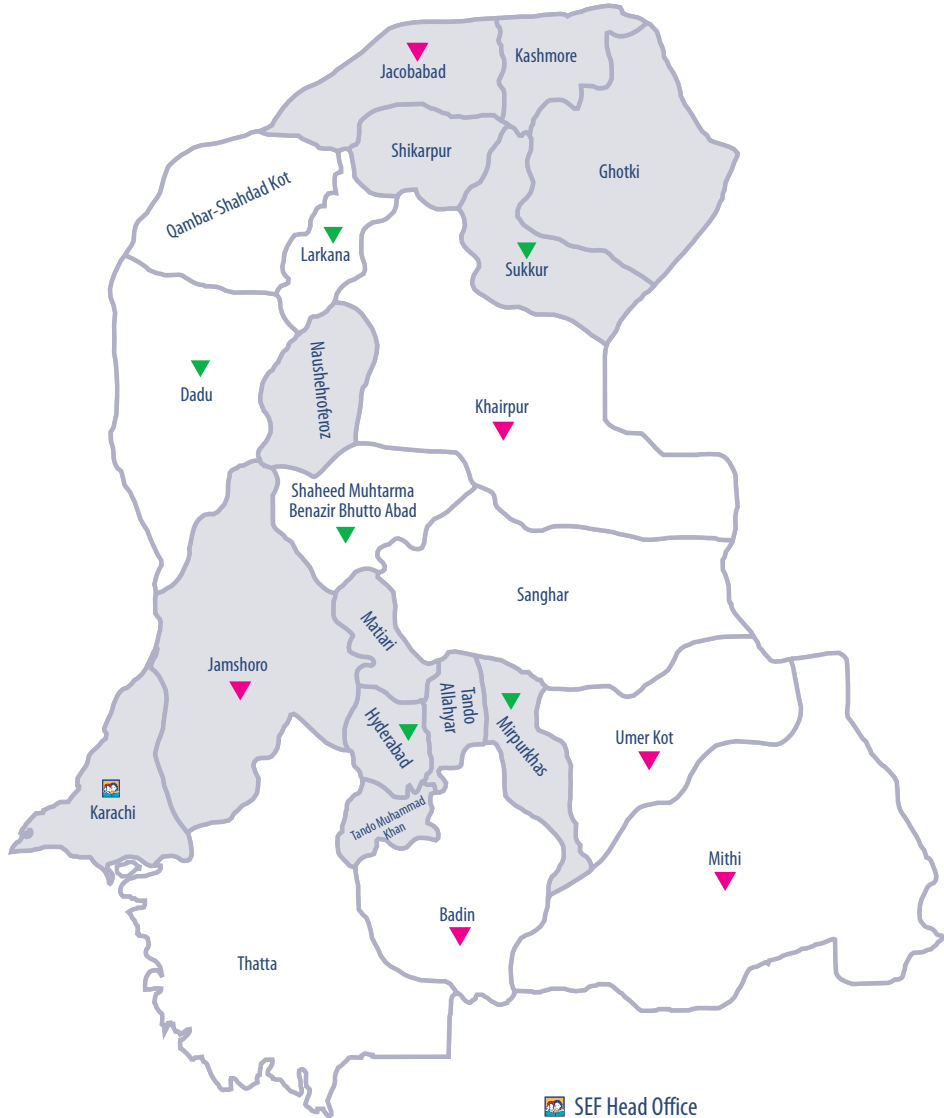 Kashmore
Jacobabad
Shikarpur
Ghotki
Qambar-Shahdad Kot
Larkana
Sukkur
Naushehroferoz
Dadu
Khairpur
Shaheed Muhtarma
Benazir Bhutto Abad
Sanghar
Matiari
Jamshoro
Tando
Allahyar
Hyderabad
Mirpurkhas
Umer Kot
Karachi
Tando Muhammad
Khan
Mithi
Badin
Thatta
SEF Head Office